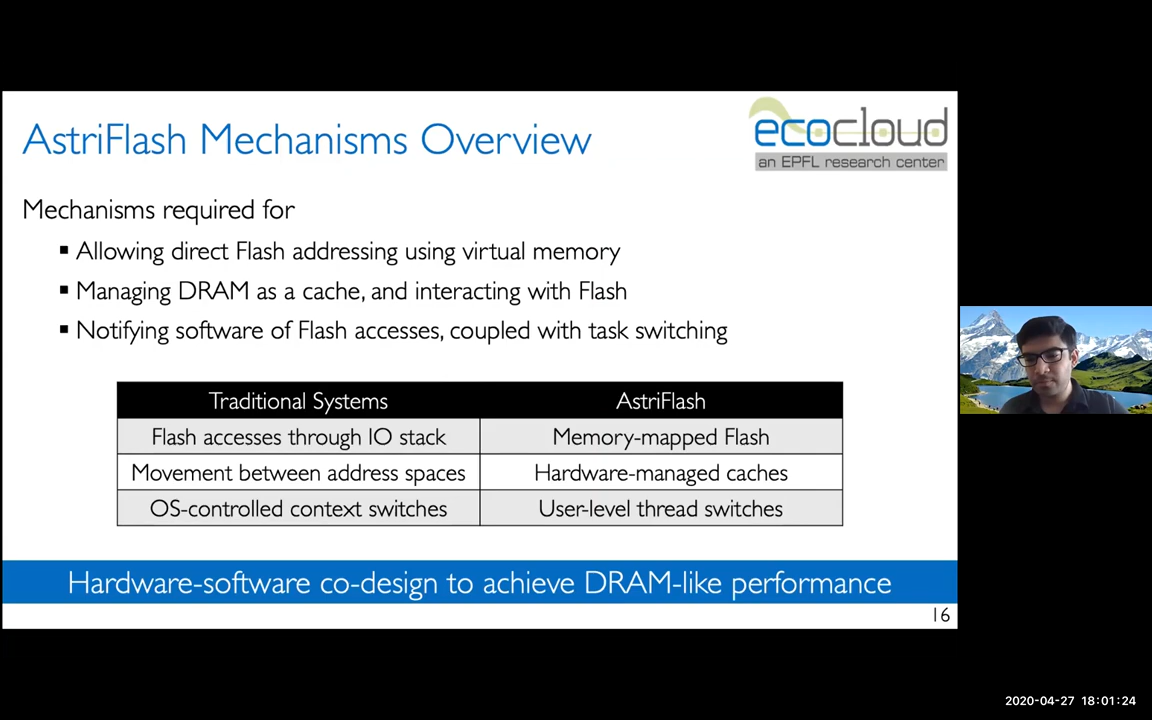 AstriFlash Mechanisms Overview
ecocloud
an EPFL research center
Mechanisms required for
▪ Allowing direct Flash addressing using virtual memory
▪ Managing DRAM as a cache, and interacting with Flash
▪ Notifying software of Flash accesses, coupled with task switching
Traditional Systems AstriFlash
Flash accesses through IO stack Memory-mapped Flash
Movement between address spaces Hardware-managed caches
OS-controlled context switches User-level thread switches
Hardware-software co-design to achieve DRAM-like performance
16
2020-04-27 18:01:24